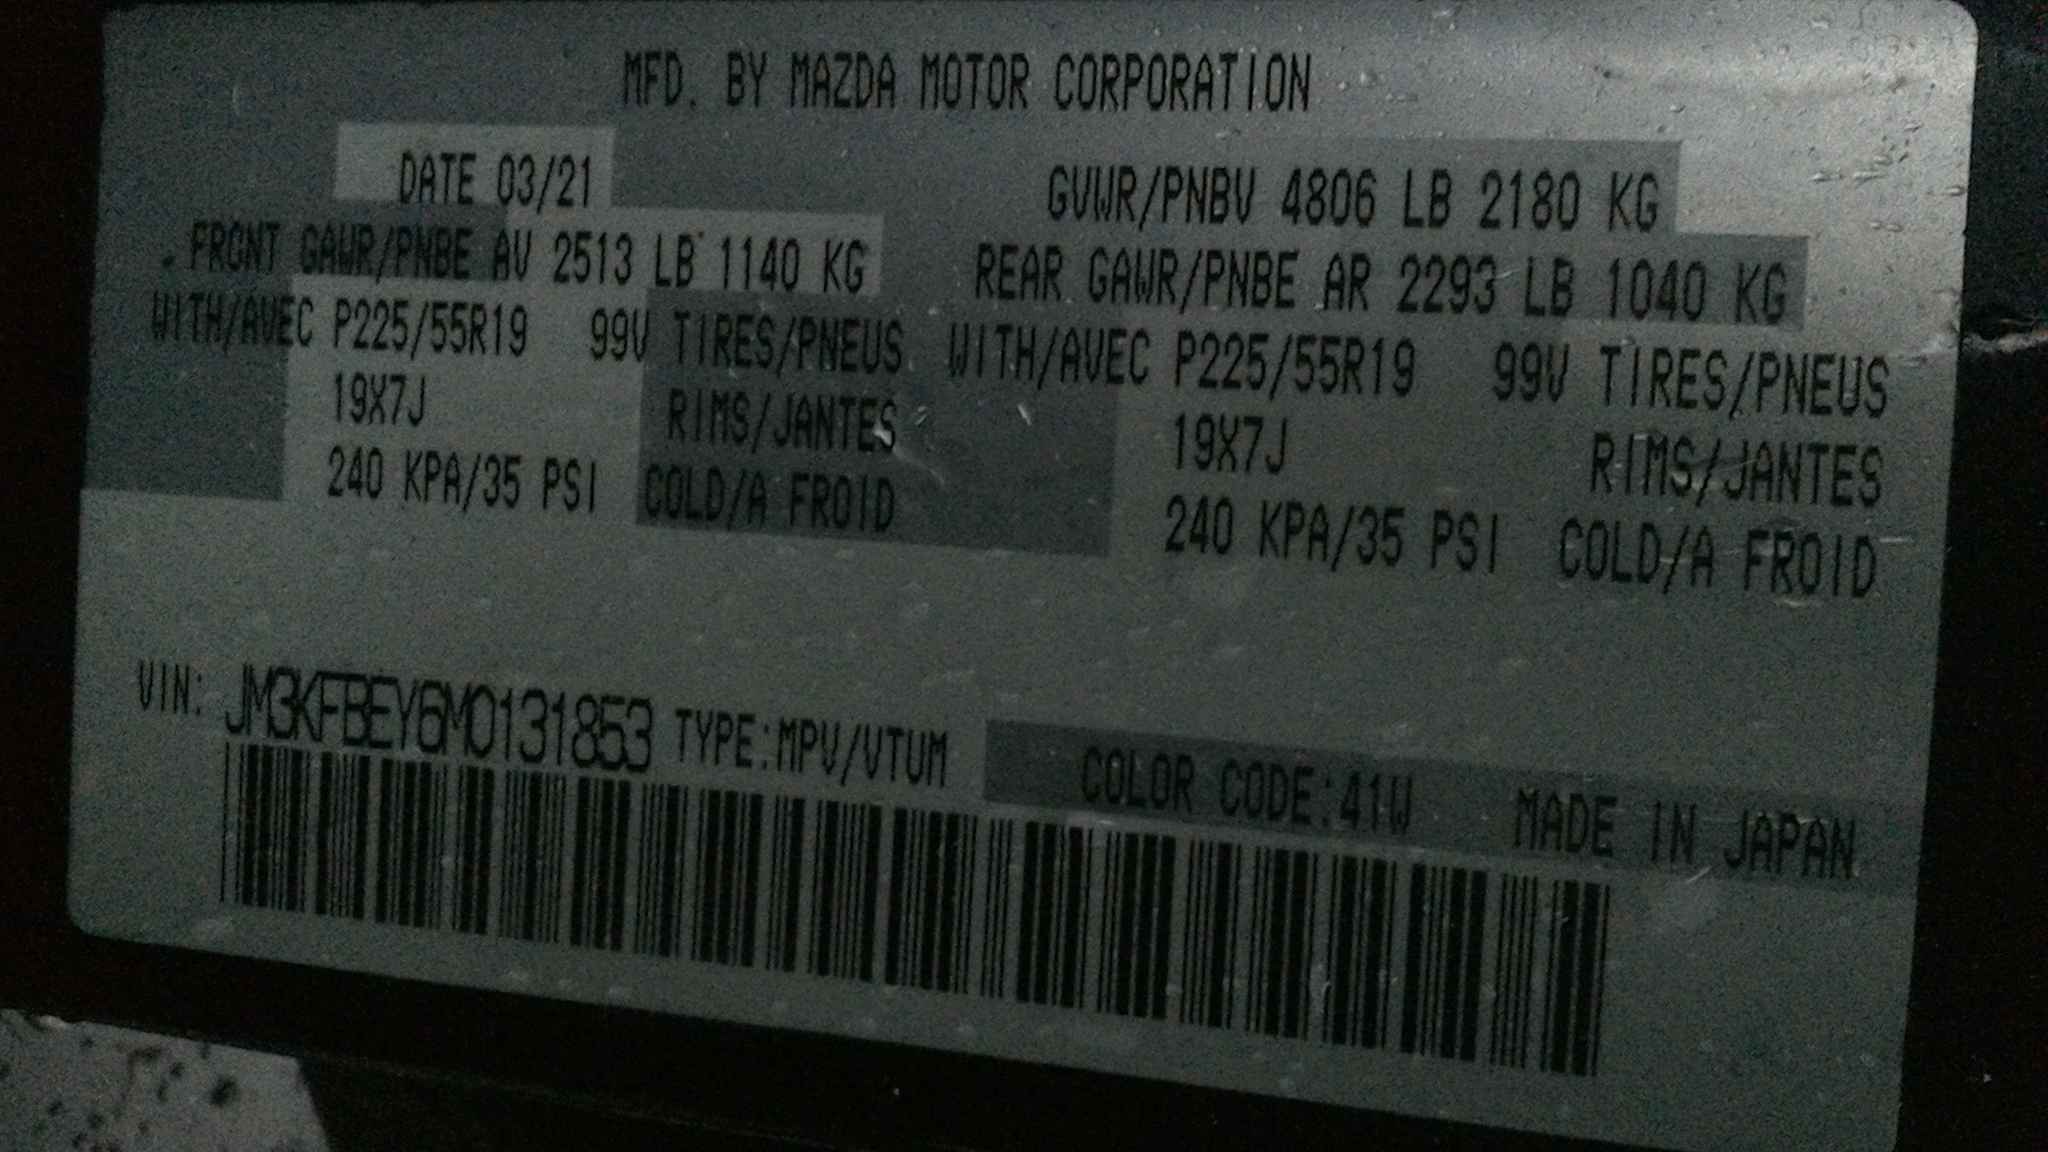 MFD. BY MAZDA MOTOR CORPORATION
DATE 03/21 GVWR/PNBV 4806 LB 2180 KG
FRONT GAWR/PNBE AV 2513 LB 1140 KG REAR GAWR/PNBE AR 2293 LB 1040 KG
WITH/AVEC P225/55R19 99V TIRES/PNEUS WITH/AVEC P225/55R19 99V TIRES/PNEUS
19X7J RIMS/JANTES 19X7J RIMS/JANTES
240 KPA/35 PSI COLD/A FROID 240 KPA/35 PSI COLD/A FROID
VIN: JM3KFBEY6M0131853 TYPE:MPV/VTUM COLOR CODE:41W MADE IN JAPAN